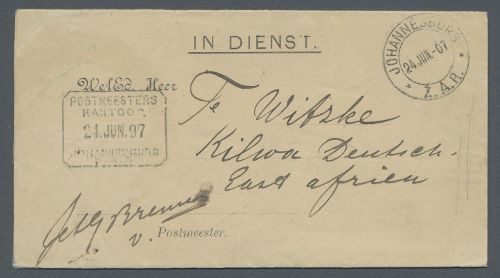 IN DIENST.
JOHANNESBURG
24 JUN. 97
Z.A.R.
WelEd. Heer
POSTMEESTERS
KANTOOR
24 JUN. 97
JOHANNESBURG
Te Witzke
Kilwa Deutsch-
East africa
v. Postmeester.